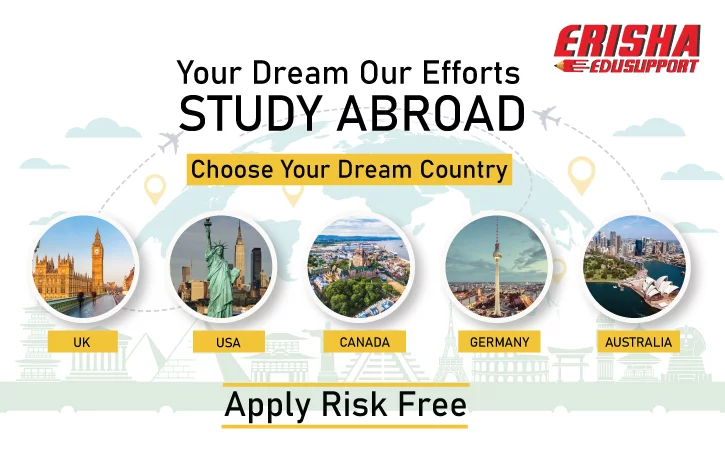 ERISHA
EDUSUPPORT
Your Dream Our Efforts
STUDY ABROAD
Choose Your Dream Country
UK
USA
CANADA
GERMANY
AUSTRALIA
Apply Risk Free